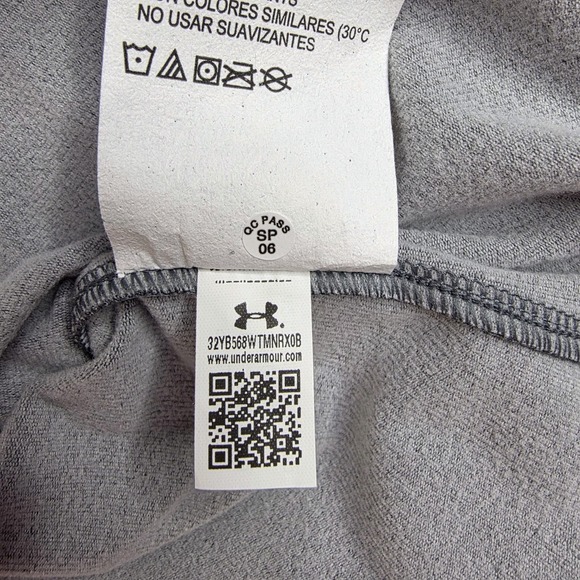 CON COLORES SIMILARES (30°C
NO USAR SUAVIZANTES
QC PASS
SP
06
32YB568WTMNRX0B
www.underarmour.com